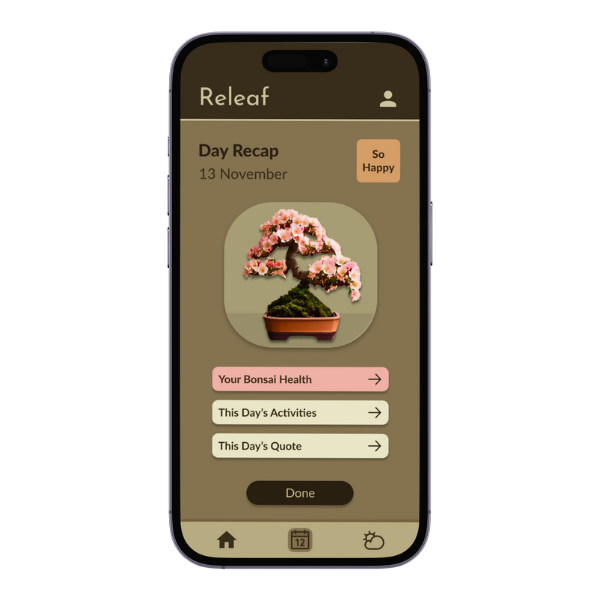 Releaf
Day Recap
13 November
So
Happy
Your Bonsai Health
This Day's Activities
This Day's Quote
Done
12